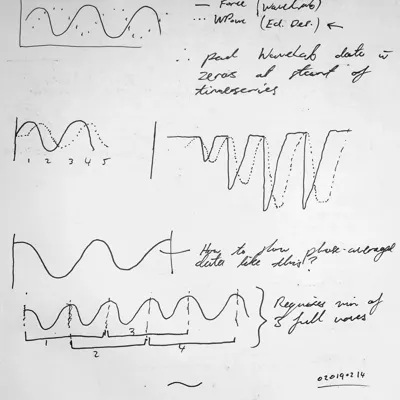 — Force (WaveLab)
··· WPause (Ed. Det.) ←
∴ pad WaveLab data w
zeros at start of
timeseries
1 2 3 4 5
How to show phase-averaged
data like this?
Requires min of
3 full waves
1 2 3 4
02019 02 14